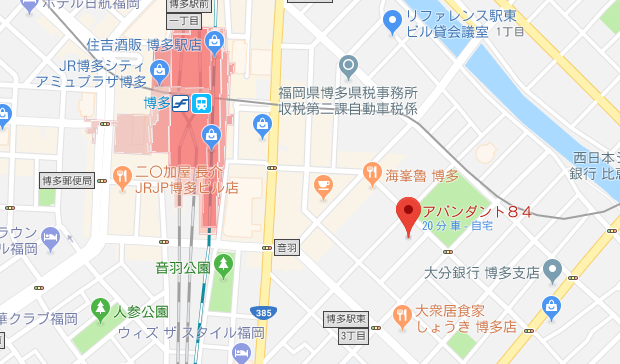 ホテル日航福岡
博多駅前
一丁目
住吉酒販 博多駅店
JR博多シティ
アミュプラザ博多
博多
リファレンス駅東
ビル貸会議室
1丁目
福岡県博多県税事務所
収税第二課自動車税係
二〇加屋 長介
JRJP博多ビル店
博多郵便局
海峯魯 博多
西日本シ
銀行 比恵
アバンダント84
20 分 車 - 自宅
ラウン
ル福岡
音羽
音羽公園
大分銀行 博多支店
人参公園
385
華クラブ福岡
ウィズ ザ スタイル福岡
博多駅東
3丁目
大衆居食家
しょうき 博多店